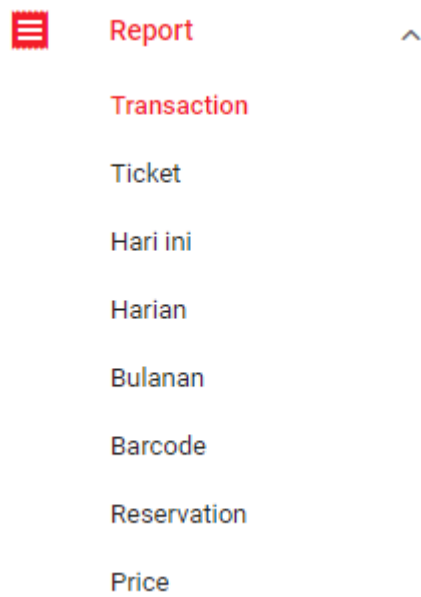 Report
Transaction
Ticket
Hari ini
Harian
Bulanan
Barcode
Reservation
Price